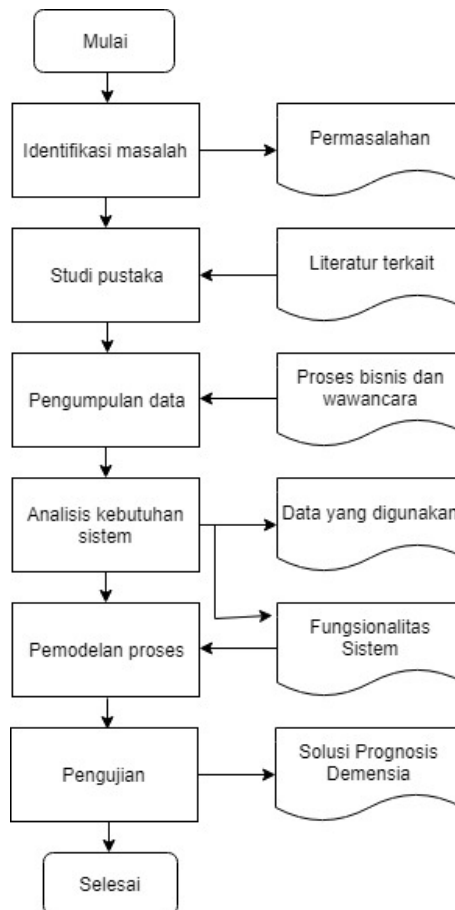 Mulai
Identifikasi masalah
Permasalahan
Studi pustaka
Literatur terkait
Pengumpulan data
Proses bisnis dan
wawancara
Analisis kebutuhan
sistem
Data yang digunakan
Pemodelan proses
Fungsionalitas
Sistem
Pengujian
Solusi Prognosis
Demensia
Selesai